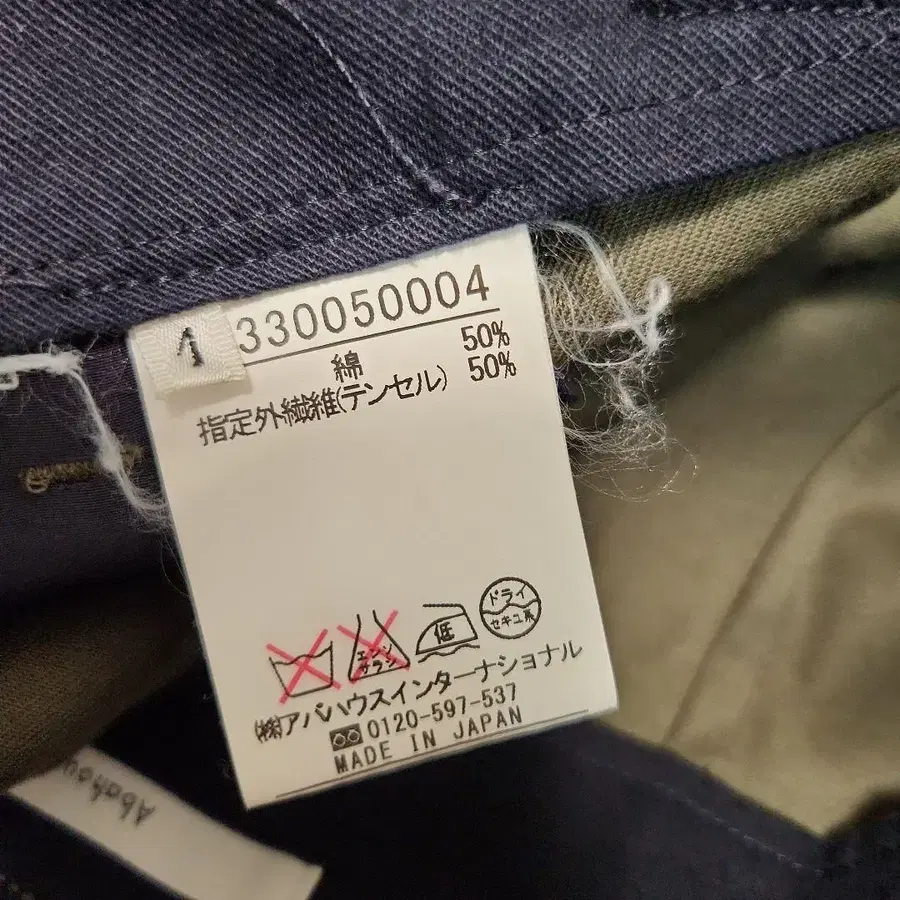 1
330050004
綿 50%
指定外繊維(テンセル) 50%
エンソ
サラシ
低
ドライ
セキユ系
(株)アバハウスインターナショナル
0120-597-537
MADE IN JAPAN